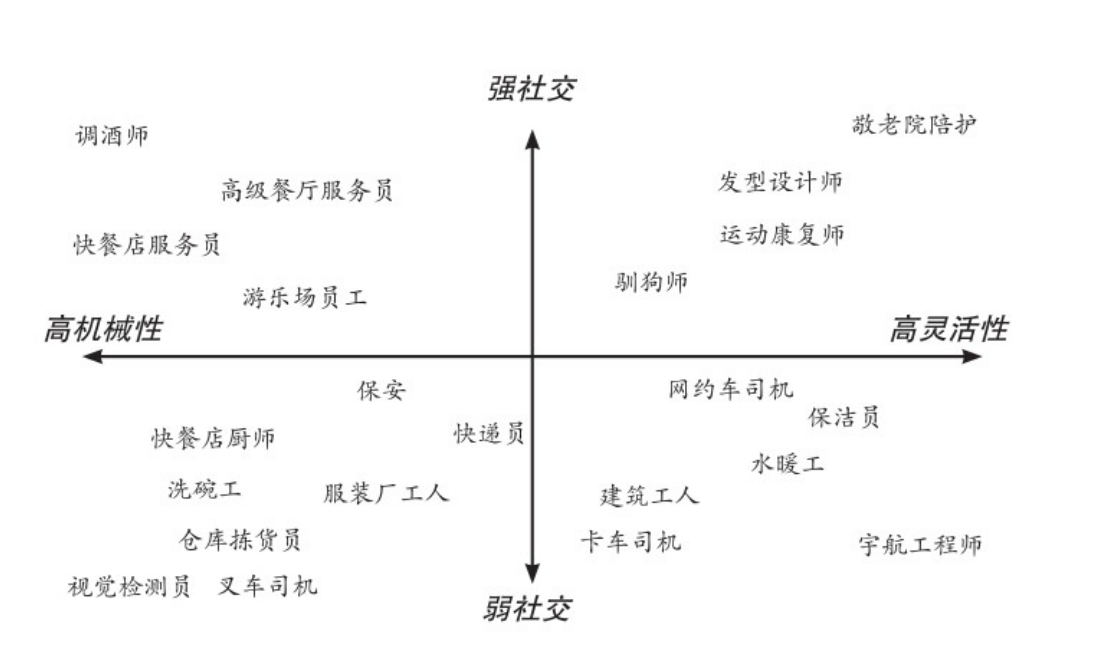 强社交
敬老院陪护
调酒师
发型设计师
高级餐厅服务员
运动康复师
快餐店服务员
驯狗师
游乐场员工
高机械性
高灵活性
保安
网约车司机
保洁员
快递员
快餐店厨师
水暖工
洗碗工
服装厂工人
建筑工人
仓库拣货员
卡车司机
宇航工程师
视觉检测员 叉车司机
弱社交